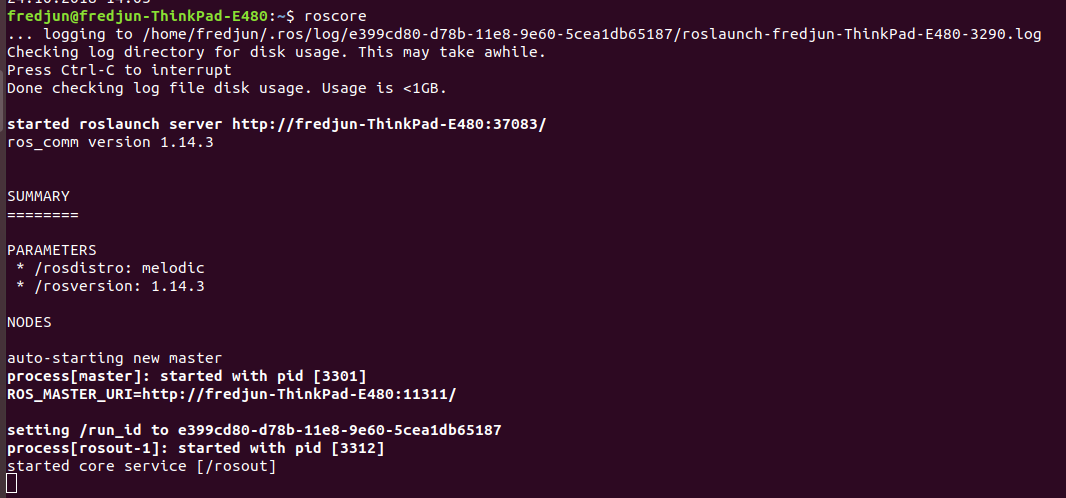 24.10.2018 14:05
fredjun@fredjun-ThinkPad-E480:~$ roscore
... logging to /home/fredjun/.ros/log/e399cd80-d78b-11e8-9e60-5cea1db65187/roslaunch-fredjun-ThinkPad-E480-3290.log
Checking log directory for disk usage. This may take awhile.
Press Ctrl-C to interrupt
Done checking log file disk usage. Usage is <1GB.
started roslaunch server http://fredjun-ThinkPad-E480:37083/
ros_comm version 1.14.3
SUMMARY
========
PARAMETERS
* /rosdistro: melodic
* /rosversion: 1.14.3
NODES
auto-starting new master
process[master]: started with pid [3301]
ROS_MASTER_URI=http://fredjun-ThinkPad-E480:11311/
setting /run_id to e399cd80-d78b-11e8-9e60-5cea1db65187
process[rosout-1]: started with pid [3312]
started core service [/rosout]